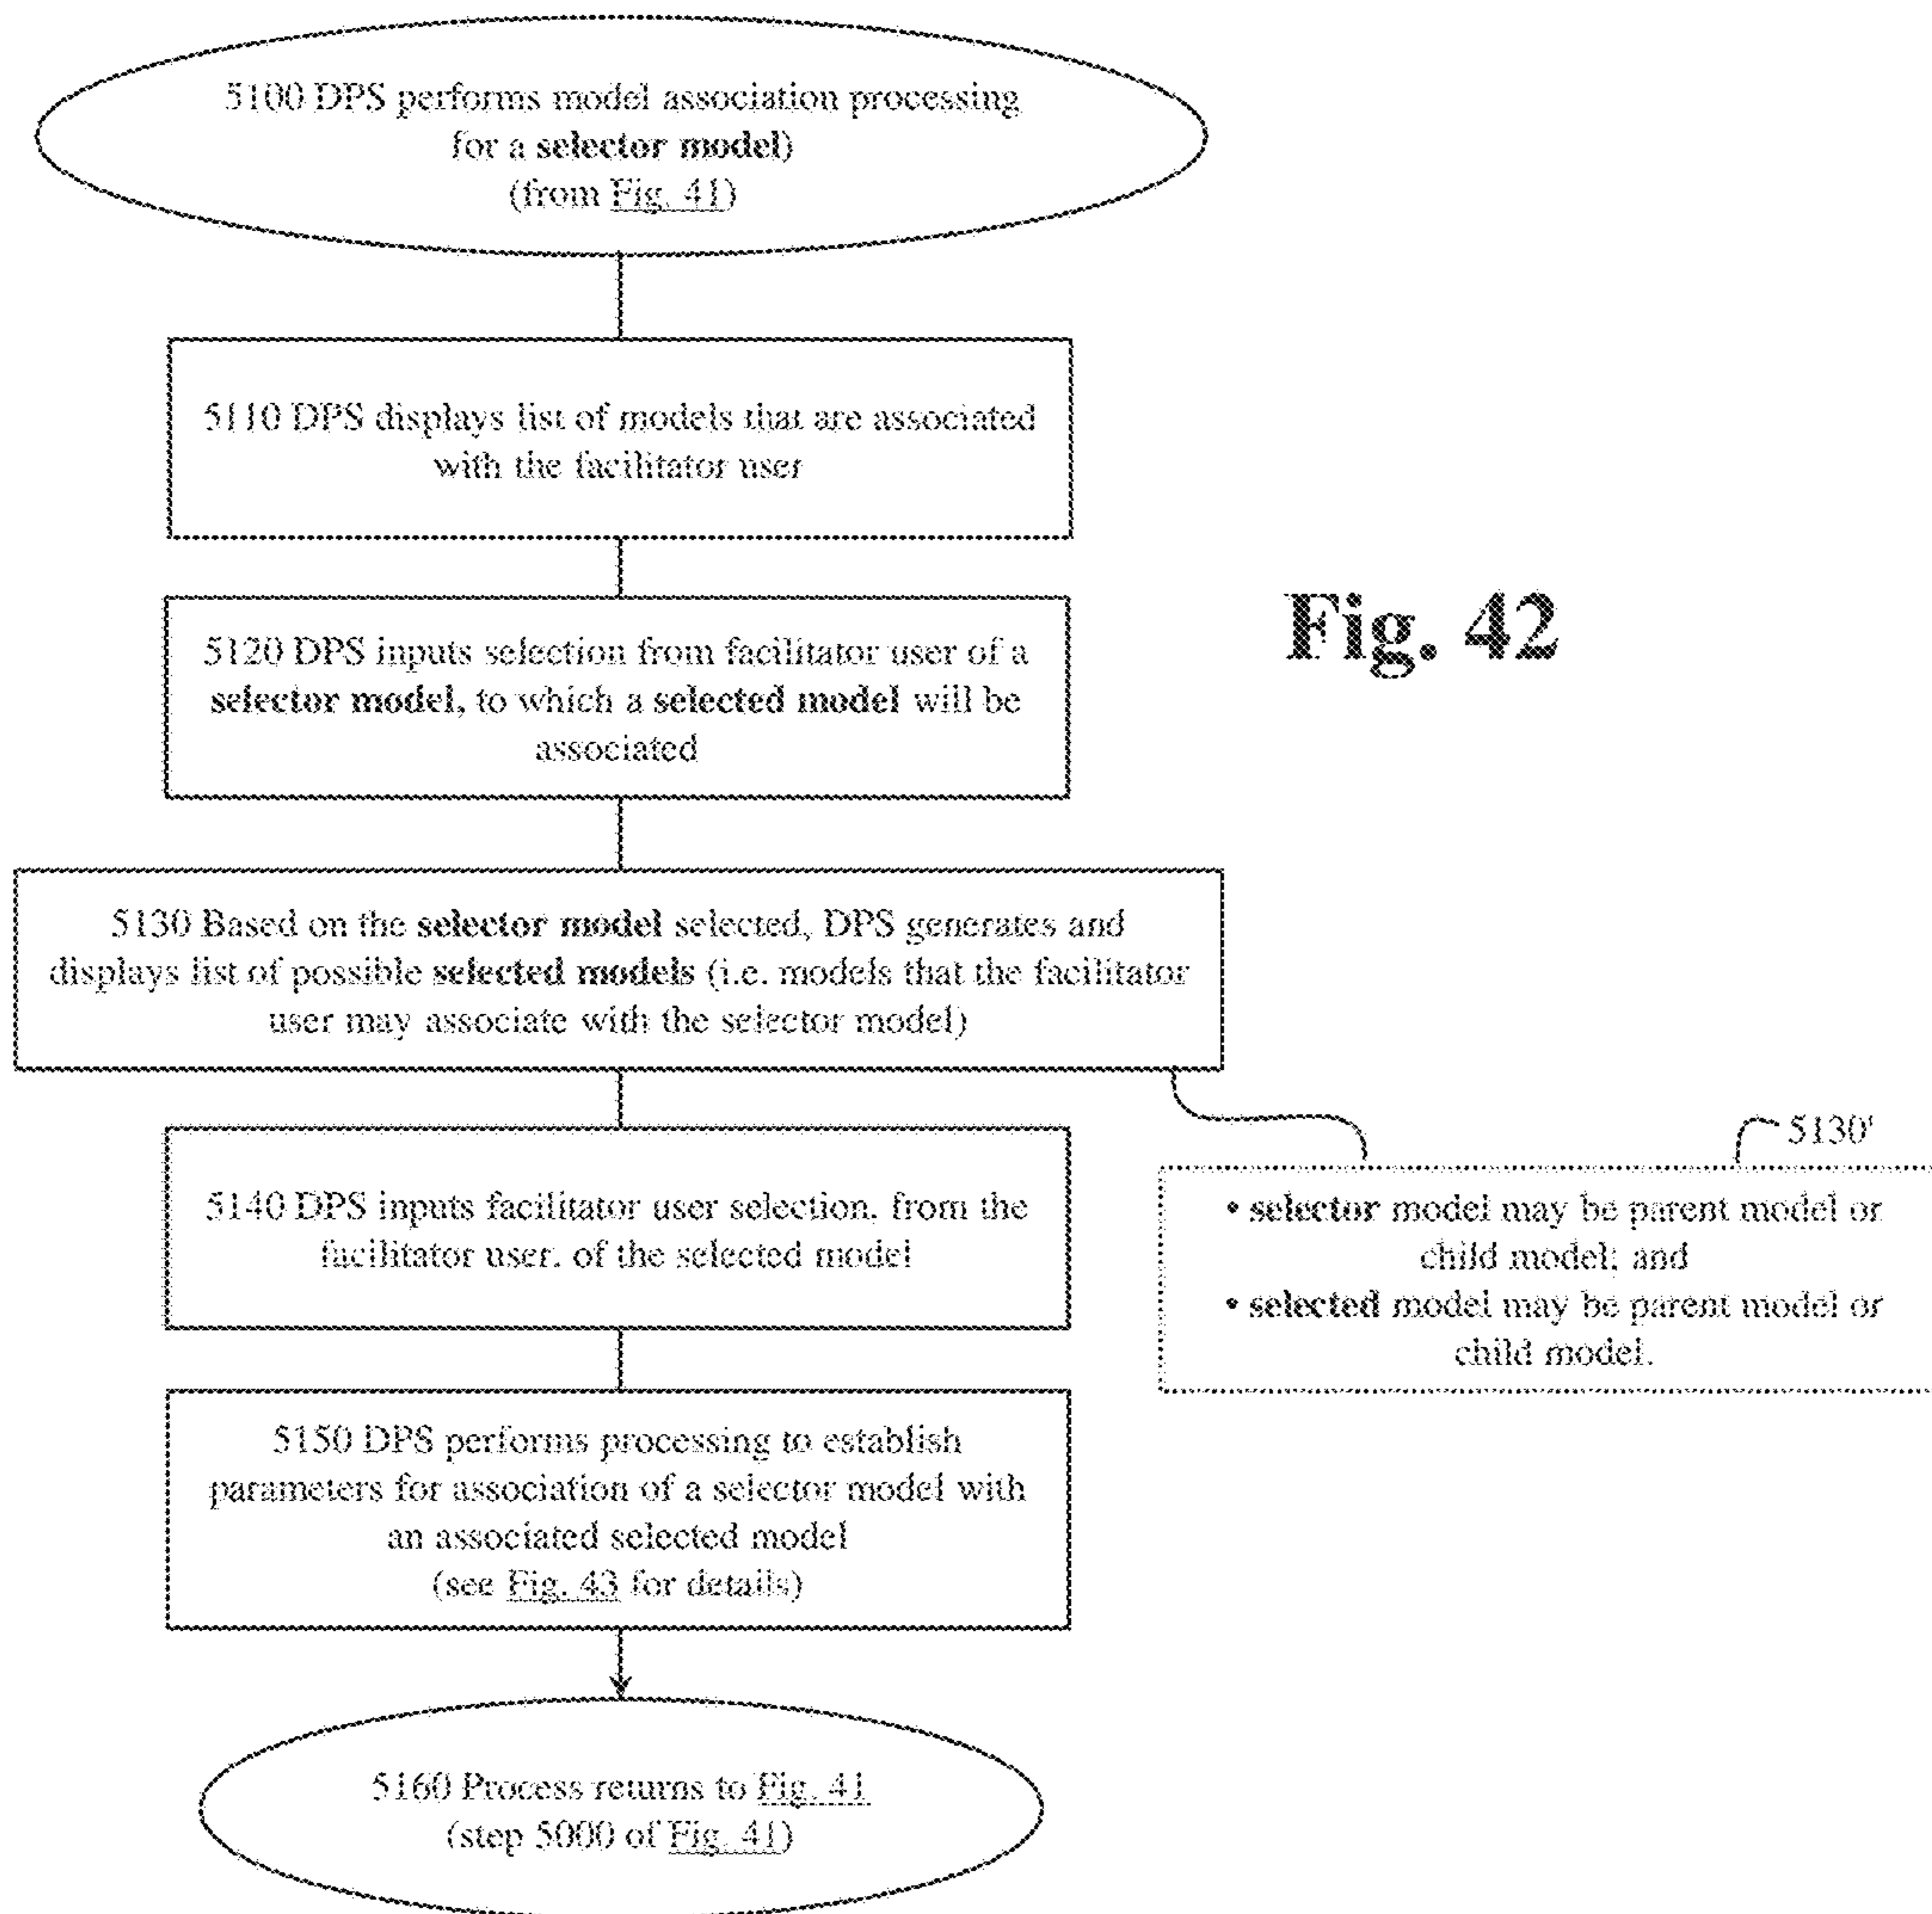 5100 DPS performs model association processing
for a selector model)
(from Fig. 41)
5110 DPS displays list of models that are associated
with the facilitator user
Fig. 42
5120 DPS inputs selection from facilitator user of a
selector model, to which a selected model will be
associated
5130 Based on the selector model selected, DPS generates and
displays list of possible selected models (i.e. models that the facilitator
user may associate with the selector model)
5130'
• selector model may be parent model or
child model; and
• selected model may be parent model or
child model.
5140 DPS inputs facilitator user selection, from the
facilitator user, of the selected model
5150 DPS performs processing to establish
parameters for association of a selector model with
an associated selected model
(see Fig. 43 for details)
5160 Process returns to Fig. 41
(step 5000 of Fig. 41)